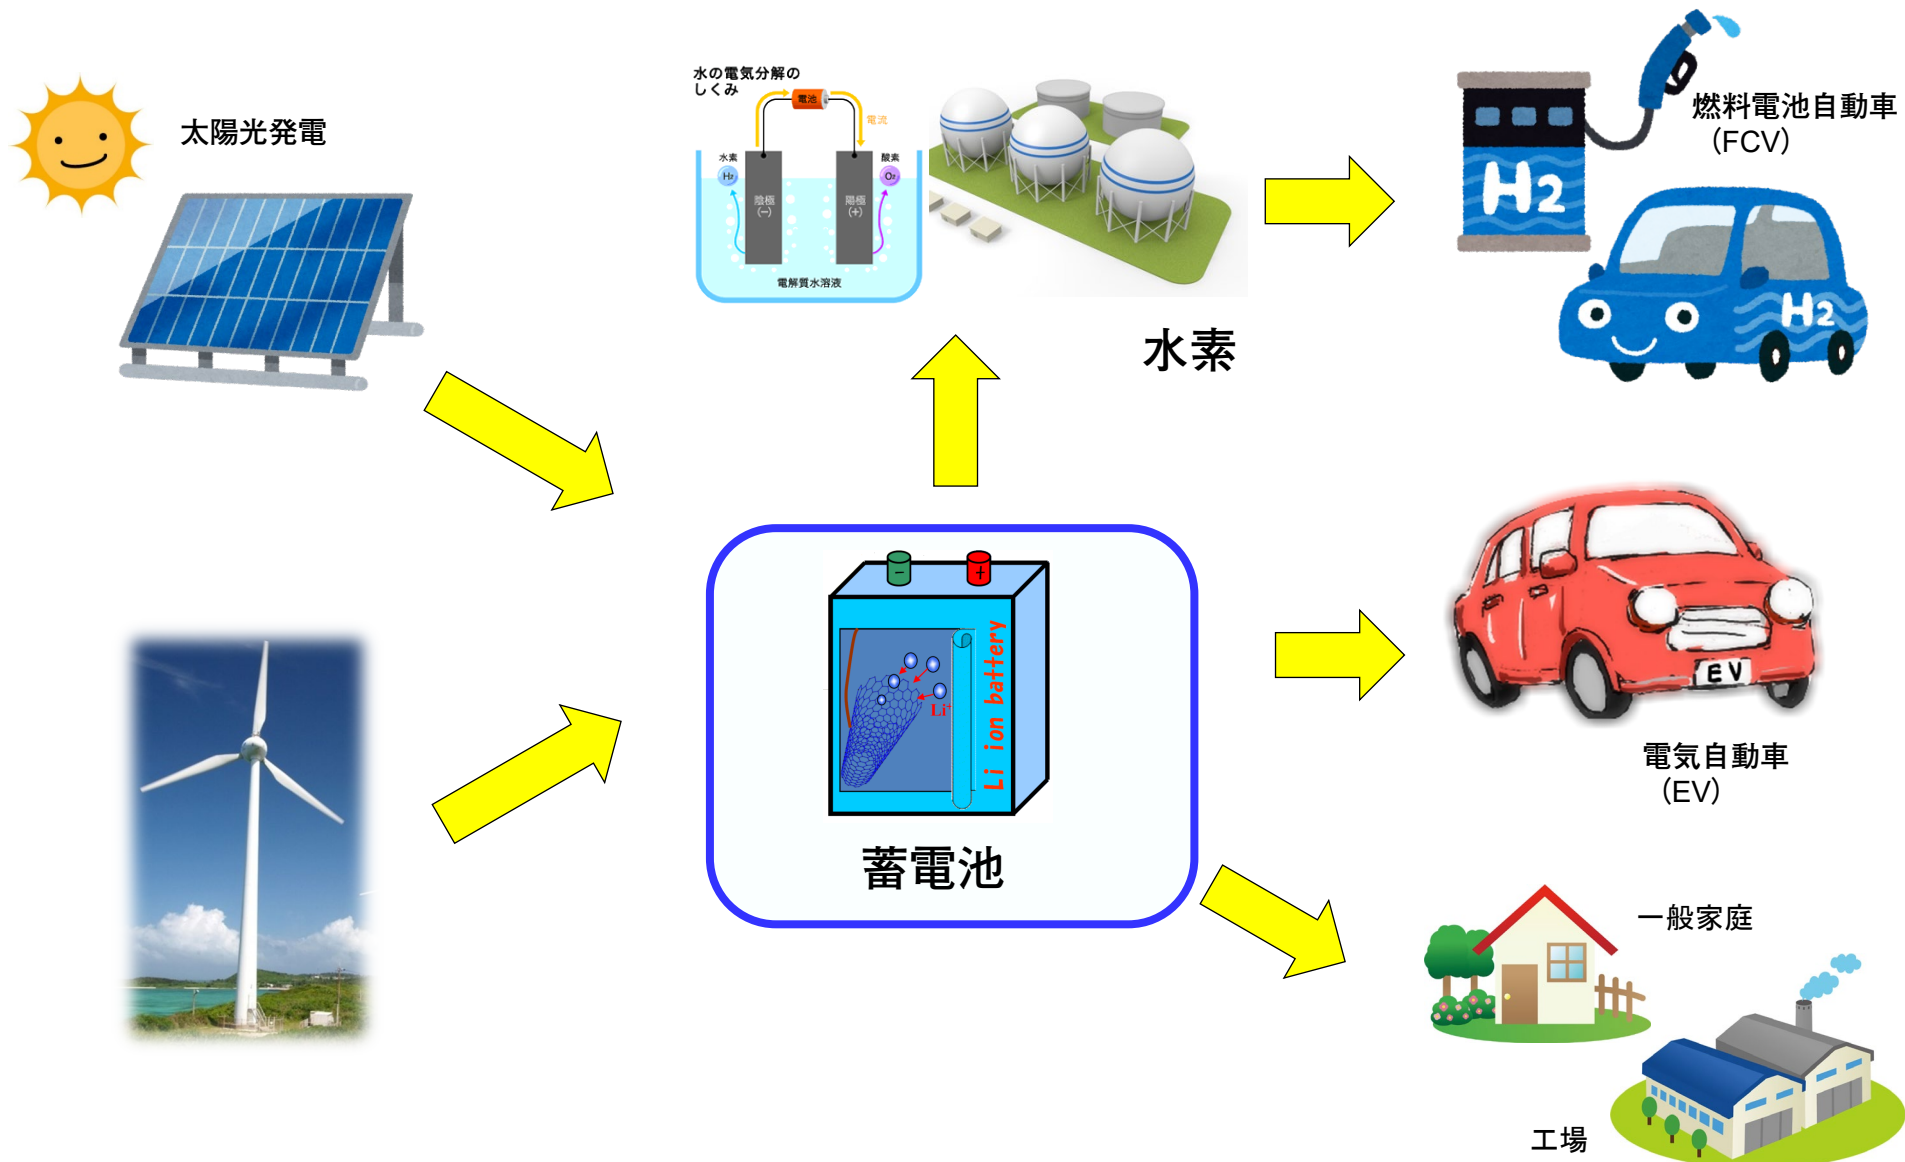 太陽光発電
水の電気分解の
しくみ
電池
電流
水素
H₂
酸素
O₂
陰極
(−)
陽極
(+)
電解質水溶液
水素
H2
燃料電池自動車
（FCV）
H2
−
+
Li⁺
Li ion battery
蓄電池
EV
電気自動車
（EV）
一般家庭
工場